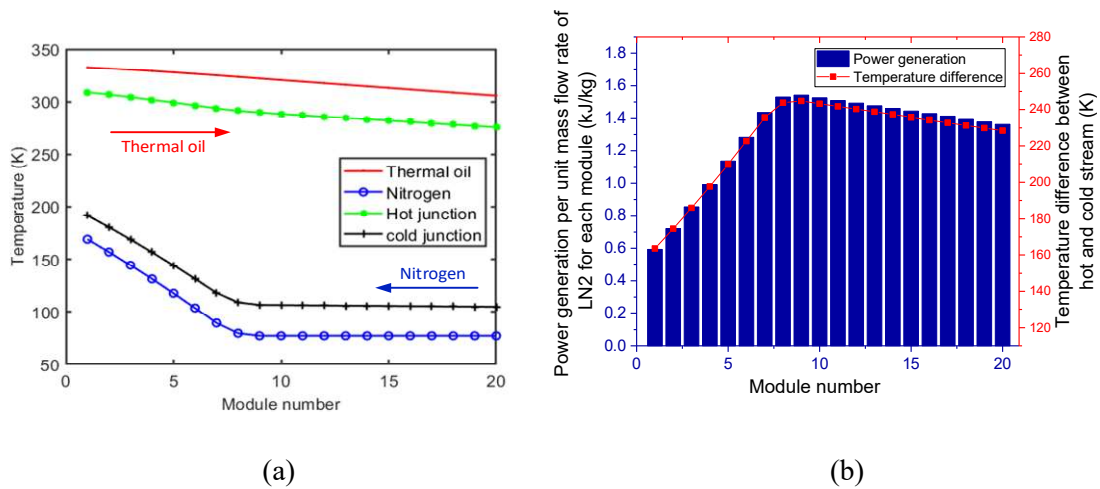 (a)
350
300
250
200
150
100
50
Temperature (K)
0
5
10
15
20
Module number
Thermal oil
Nitrogen
Thermal oil
Nitrogen
Hot junction
cold junction
(b)
Power generation per unit mass flow rate of
LN2 for each module (kJ/kg)
1.8
1.6
1.4
1.2
1.0
0.8
0.6
0.4
0.2
0.0
0
5
10
15
20
Module number
Power generation
Temperature difference
280
260
240
220
200
180
160
140
120
Temperature difference between
hot and cold stream (K)
(a)
(b)